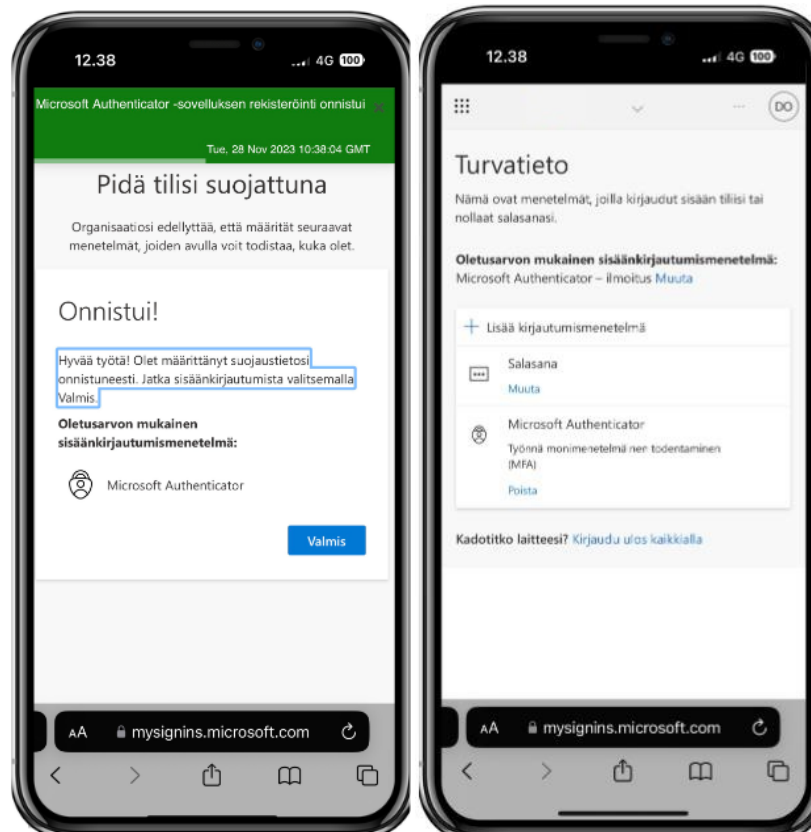 12.38
4G 100
Microsoft Authenticator -sovelluksen rekisteröinti onnistui
Tue, 28 Nov 2023 10:38:04 GMT
Pidä tilisi suojattuna
Organisaatiosi edellyttää, että määrität seuraavat
menetelmät, joiden avulla voit todistaa, kuka olet.
Onnistui!
Hyvää työtä! Olet määrittänyt suojaustietosi
onnistuneesti. Jatka sisäänkirjautumista valitsemalla
Valmis.
Oletusarvon mukainen
sisäänkirjautumismenetelmä:
Microsoft Authenticator
Valmis
AA mysignins.microsoft.com
12.38
4G 100
DO
Turvatieto
Nämä ovat menetelmät, joilla kirjaudut sisään tiliisi tai
nollaat salasanasi.
Oletusarvon mukainen sisäänkirjautumismenetelmä:
Microsoft Authenticator – ilmoitus Muuta
+ Lisää kirjautumismenetelmä
Salasana
Muuta
Microsoft Authenticator
Työnnä monimenetelmä nen todentaminen
(MFA)
Poista
Kadotitko laitteesi? Kirjaudu ulos kaikkialla
AA mysignins.microsoft.com